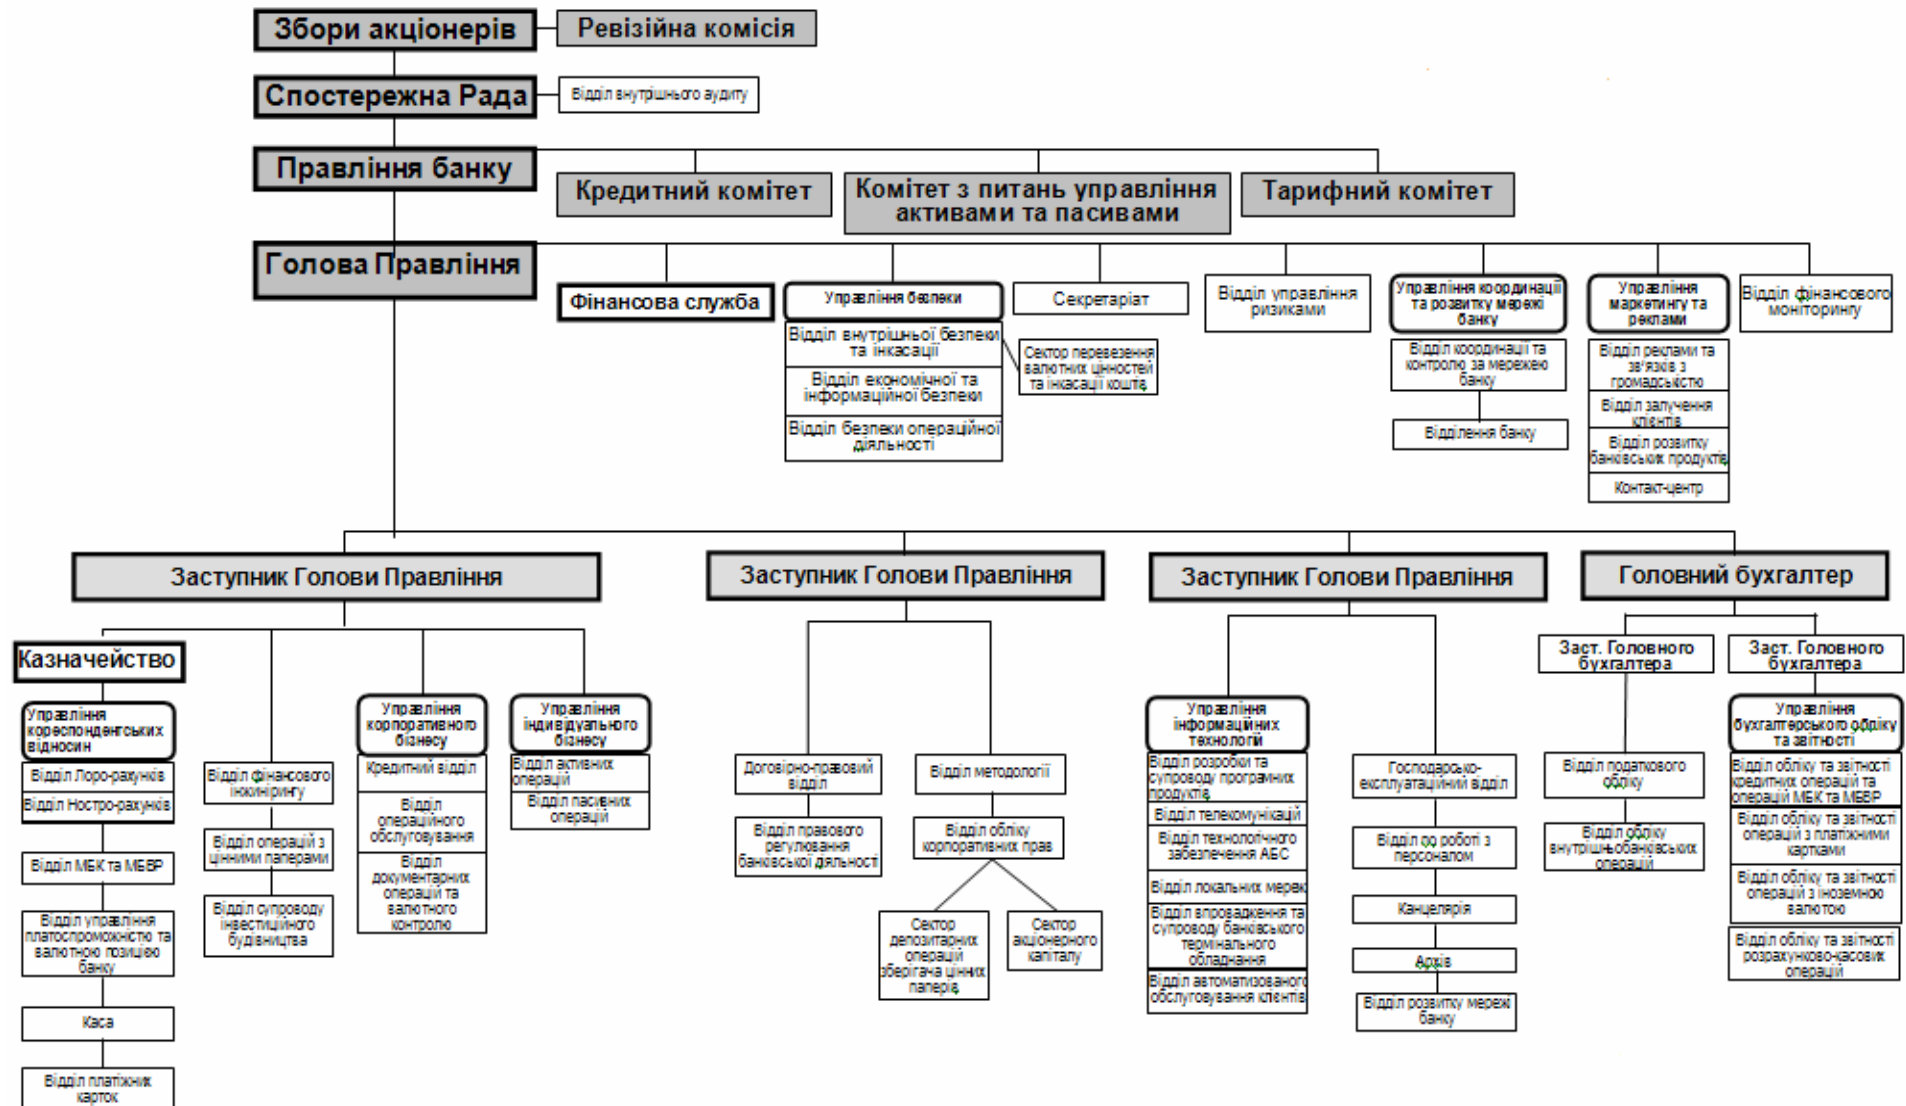 Збори акціонерів
Ревізійна комісія
Спостережна Рада
Відділ внутрішнього аудиту
Правління банку
Кредитний комітет
Комітет з питань управління
активами та пасивами
Тарифний комітет
Голова Правління
Фінансова служба
Управління безпеки
Відділ внутрішньої безпеки
та інкасації
Відділ економічної та
інформаційної безпеки
Відділ безпеки операційної
діяльності
Секретаріат
Сектор перевезення
валютних цінностей
та інкасації коштів
Відділ управління
ризиками
Управління координації
та розвитку мережі
банку
Відділ координації та
контролю за мережею
банку
Відділення банку
Управління
маркетингу та
реклами
Відділ реклами та
зв'язків з
громадськістю
Відділ залучення
клієнтів
Відділ розвитку
банківських продуктів
Контакт-центр
Відділ фінансового
моніторингу
Заступник Голови Правління
Казначейство
Управління
кореспондентських
відносин
Відділ Лоро-рахунків
Відділ Ностро-рахунків
Відділ МБК та МБВР
Відділ управління
платоспроможністю та
валютною позицією
банку
Каса
Відділ платіжних
карток
Відділ фінансового
інжинірингу
Відділ операцій з
цінними паперами
Відділ супроводу
інвестиційного
будівництва
Управління
корпоративного
бізнесу
Кредитний відділ
Відділ
операційного
обслуговування
Відділ
документарних
операцій та
валютного
контролю
Управління
індивідуального
бізнесу
Відділ активних
операцій
Відділ пасивних
операцій
Заступник Голови Правління
Договірно-правовий
відділ
Відділ правового
регулювання
банківської діяльності
Відділ методології
Відділ обліку
корпоративних прав
Сектор
депозитарних
операцій
зберігача цінних
паперів
Сектор
акціонерного
капіталу
Заступник Голови Правління
Управління
інформаційних
технологій
Відділ розробки та
супроводу програмних
продуктів
Відділ телекомунікацій
Відділ технологічного
забезпечення АБС
Відділ локальних мереж
Відділ впровадження та
супроводу банківського
термінального
обладнання
Відділ автоматизованого
обслуговування клієнтів
Господарсько-
експлуатаційний відділ
Відділ по роботі з
персоналом
Канцелярія
Архів
Відділ розвитку мережі
банку
Головний бухгалтер
Заст. Головного
бухгалтера
Відділ податкового
обліку
Відділ обліку
внутрішньобанківських
операцій
Заст. Головного
бухгалтера
Управління
бухгалтерського обліку
та звітності
Відділ обліку та звітності
кредитних операцій та
операцій МБК та МБВР
Відділ обліку та звітності
операцій з платіжними
картками
Відділ обліку та звітності
операцій з іноземною
валютою
Відділ обліку та звітності
розрахунково-касових
операцій